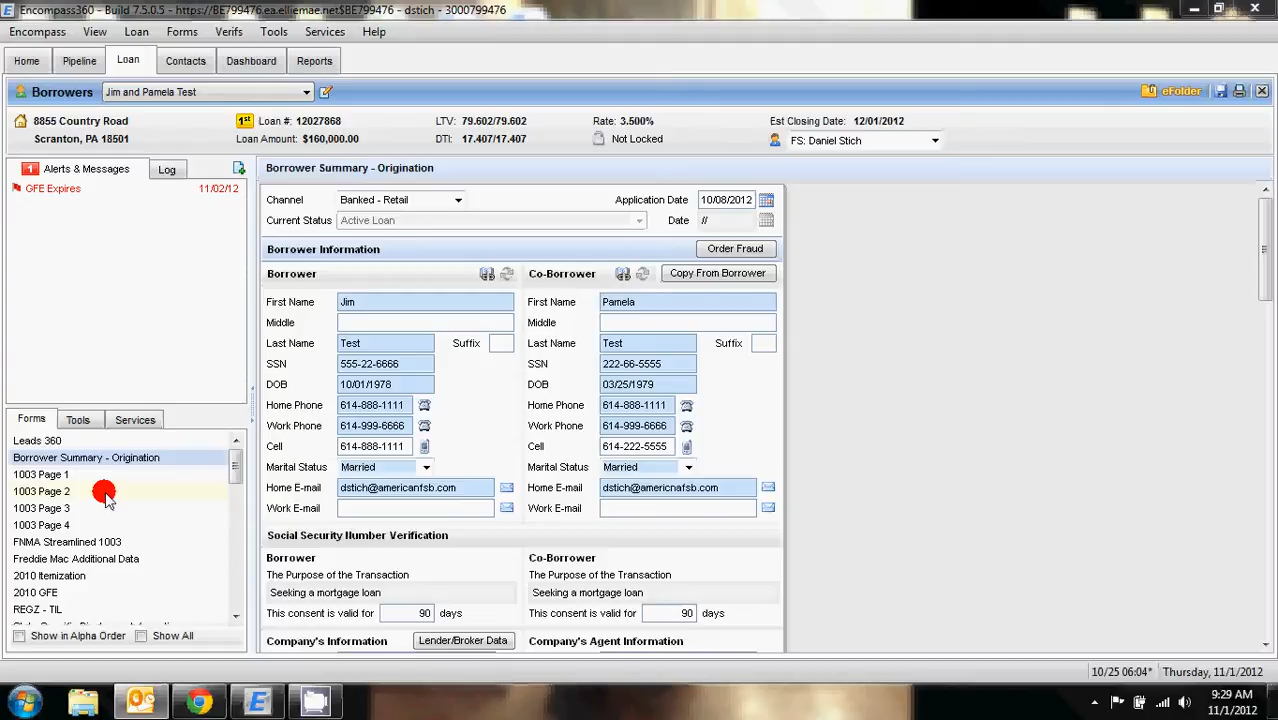 Encompass360 - Build 7.5.0.5 - https://BE799476.ea.elliemae.net$BE799476 - dstich - 3000799476
Encompass View Loan Forms Verifs Tools Services Help
Home Pipeline Loan Contacts Dashboard Reports
Borrowers Jim and Pamela Test eFolder
8855 Country Road 1st Loan #: 12027868 LTV: 79.602/79.602 Rate: 3.500% Est Closing Date: 12/01/2012
Scranton, PA 18501 Loan Amount: $160,000.00 DTI: 17.407/17.407 Not Locked FS: Daniel Stich
1 Alerts & Messages Log
GFE Expires 11/02/12
Borrower Summary - Origination
Channel Banked - Retail Application Date 10/08/2012
Current Status Active Loan Date //
Borrower Information Order Fraud
Borrower Co-Borrower Copy From Borrower
First Name Jim First Name Pamela
Middle Middle
Last Name Test Suffix Last Name Test Suffix
SSN 555-22-6666 SSN 222-66-5555
DOB 10/01/1978 DOB 03/25/1979
Home Phone 614-888-1111 Home Phone 614-888-1111
Work Phone 614-999-6666 Work Phone 614-999-6666
Cell 614-888-1111 Cell 614-222-5555
Marital Status Married Marital Status Married
Home E-mail dstich@americanfsb.com Home E-mail dstich@americnafsb.com
Work E-mail Work E-mail
Social Security Number Verification
Borrower Co-Borrower
The Purpose of the Transaction The Purpose of the Transaction
Seeking a mortgage loan Seeking a mortgage loan
This consent is valid for 90 days This consent is valid for 90 days
Company's Information Lender/Broker Data Company's Agent Information
Forms Tools Services
Leads 360
Borrower Summary - Origination
1003 Page 1
1003 Page 2
1003 Page 3
1003 Page 4
FNMA Streamlined 1003
Freddie Mac Additional Data
2010 Itemization
2010 GFE
REGZ - TIL
Show in Alpha Order Show All
10/25 06:04* Thursday, 11/1/2012
9:29 AM
11/1/2012